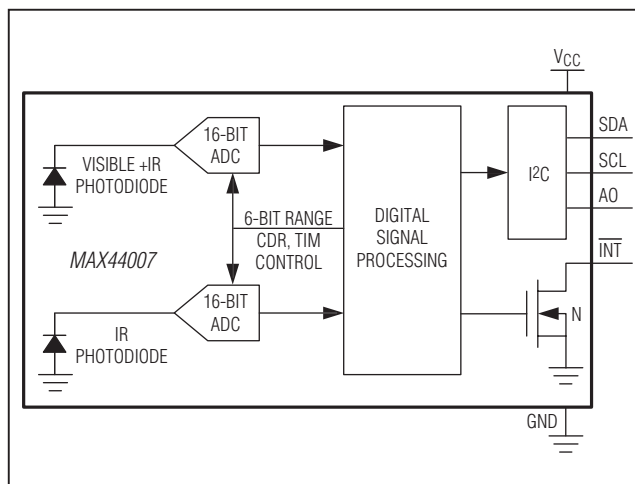 VCC
16-BIT
ADC
VISIBLE +IR
PHOTODIODE
6-BIT RANGE
CDR, TIM
CONTROL
MAX44007
16-BIT
ADC
IR
PHOTODIODE
DIGITAL
SIGNAL
PROCESSING
I2C
SDA
SCL
AO
INT
N
GND